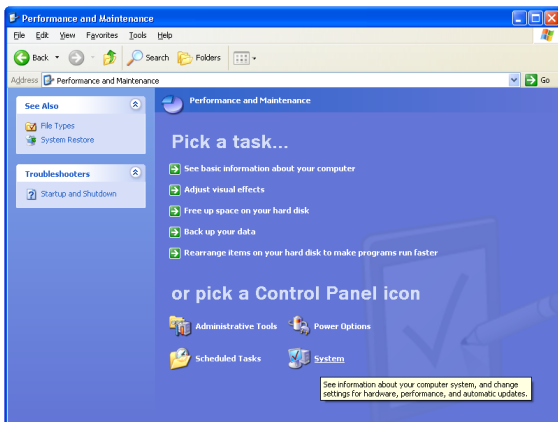 Performance and Maintenance
File Edit View Favorites Tools Help
Back Search Folders
Address Performance and Maintenance Go
See Also
File Types
System Restore
Troubleshooters
Startup and Shutdown
Performance and Maintenance
Pick a task...
See basic information about your computer
Adjust visual effects
Free up space on your hard disk
Back up your data
Rearrange items on your hard disk to make programs run faster
or pick a Control Panel icon
Administrative Tools Power Options
Scheduled Tasks System
See information about your computer system, and change
settings for hardware, performance, and automatic updates.